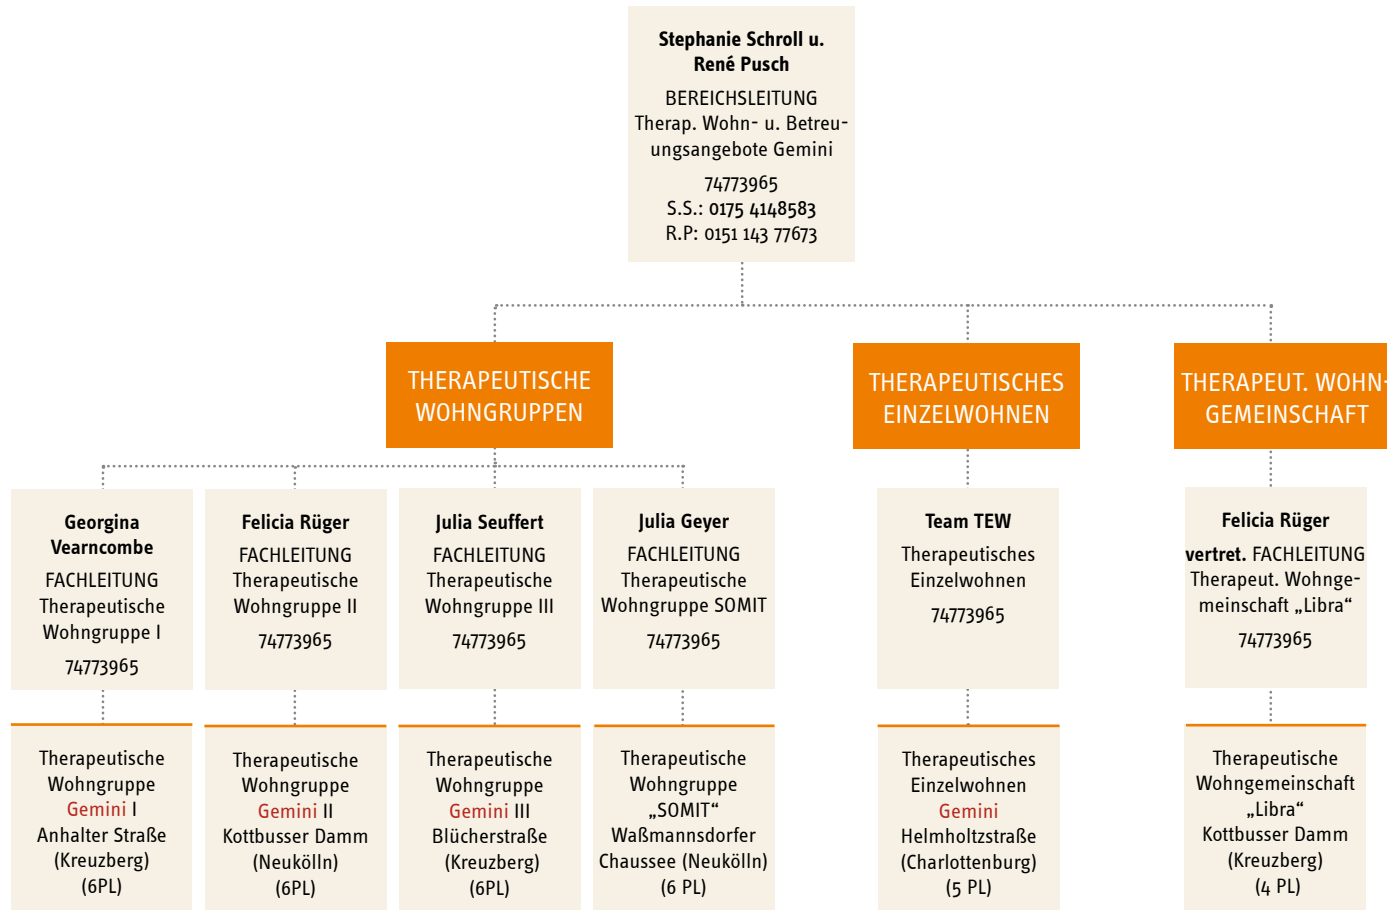 Stephanie Schroll u.
René Pusch
BEREICHSLEITUNG
Therap. Wohn- u. Betreu-
ungsangebote Gemini
74773965
S.S.: 0175 4148583
R.P: 0151 143 77673
THERAPEUTISCHE
WOHNGRUPPEN
THERAPEUTISCHES
EINZELWOHNEN
THERAPEUT. WOHN-
GEMEINSCHAFT
Georgina
Vearncombe
FACHLEITUNG
Therapeutische
Wohngruppe I
74773965
Felicia Rüger
FACHLEITUNG
Therapeutische
Wohngruppe II
74773965
Julia Seuffert
FACHLEITUNG
Therapeutische
Wohngruppe III
74773965
Julia Geyer
FACHLEITUNG
Therapeutische
Wohngruppe SOMIT
74773965
Team TEW
Therapeutisches
Einzelwohnen
74773965
Felicia Rüger
vertret. FACHLEITUNG
Therapeut. Wohnge-
meinschaft „Libra“
74773965
Therapeutische
Wohngruppe
Gemini I
Anhalter Straße
(Kreuzberg)
(6PL)
Therapeutische
Wohngruppe
Gemini II
Kottbusser Damm
(Neukölln)
(6PL)
Therapeutische
Wohngruppe
Gemini III
Blücherstraße
(Kreuzberg)
(6PL)
Therapeutische
Wohngruppe
„SOMIT“
Waßmannsdorfer
Chaussee (Neukölln)
(6 PL)
Therapeutisches
Einzelwohnen
Gemini
Helmholtzstraße
(Charlottenburg)
(5 PL)
Therapeutische
Wohngemeinschaft
„Libra“
Kottbusser Damm
(Kreuzberg)
(4 PL)